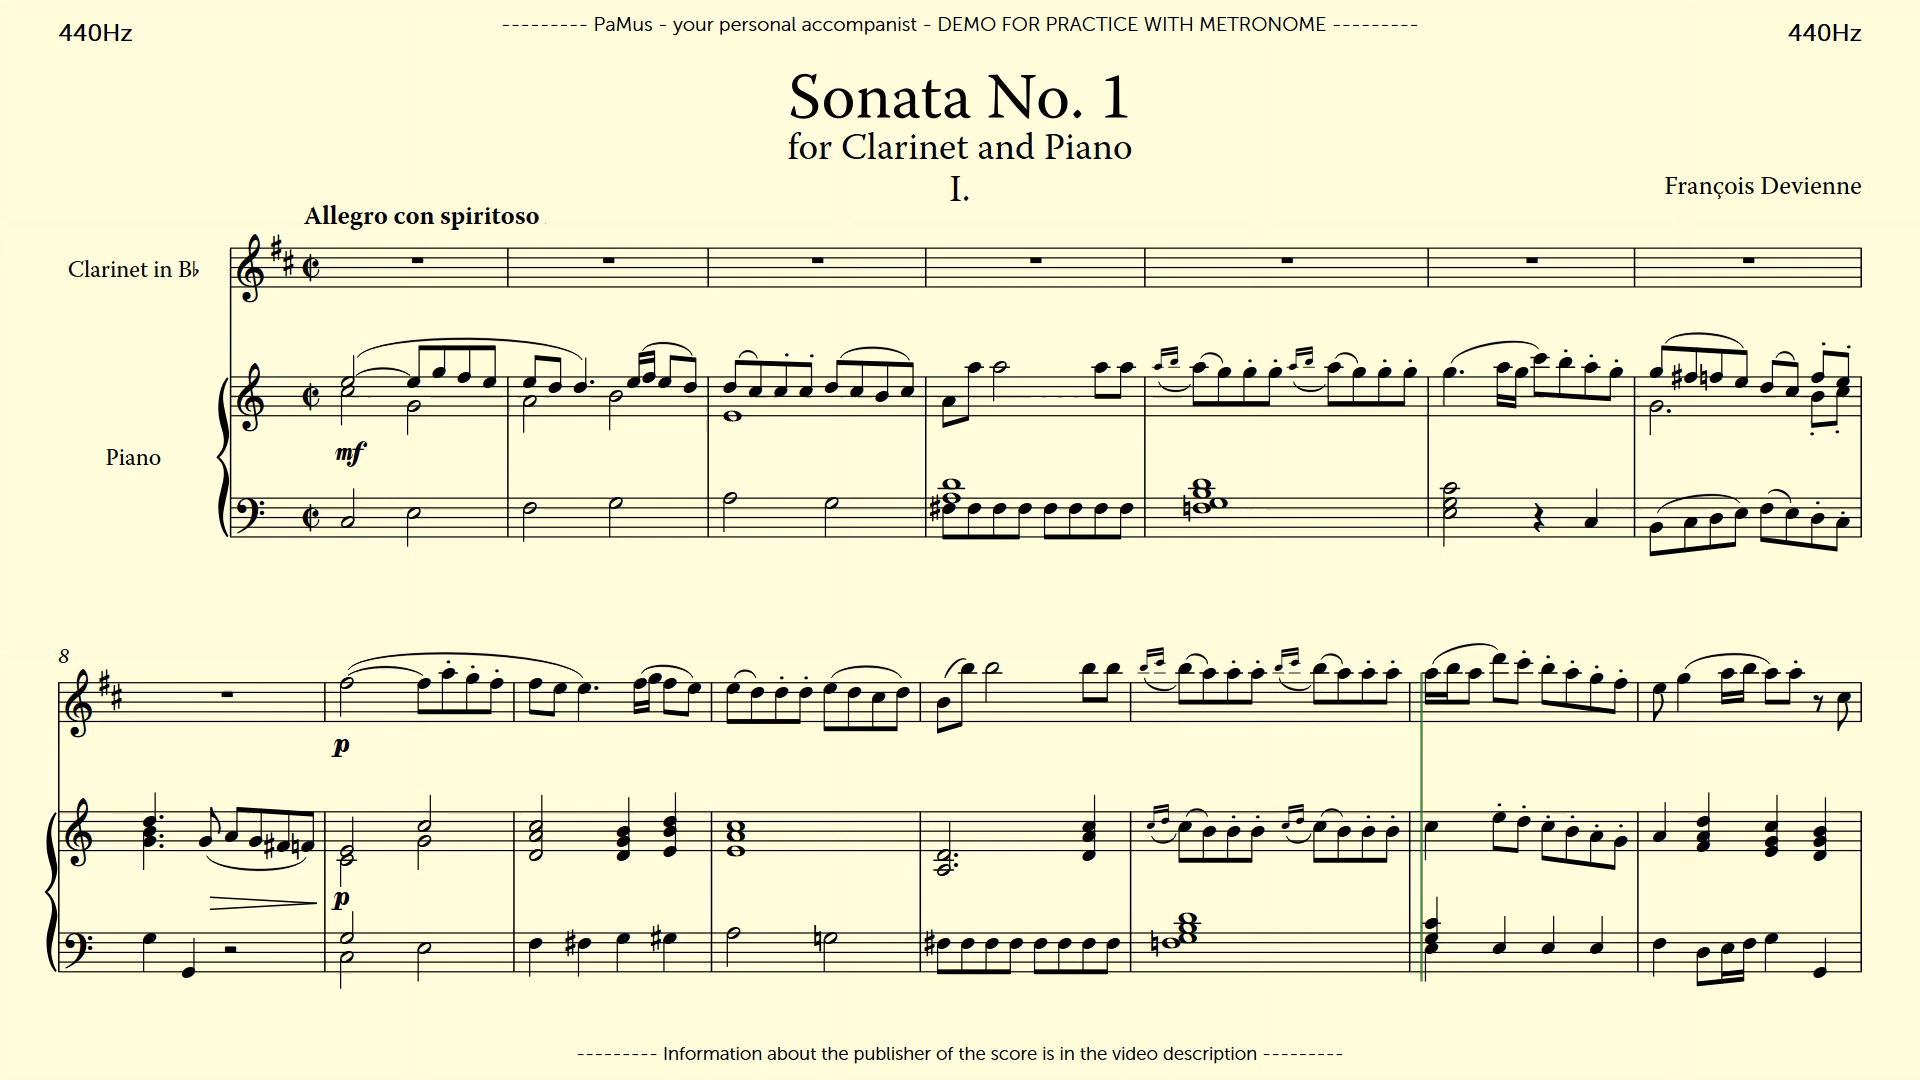 440Hz
--------- PaMus - your personal accompanist - DEMO FOR PRACTICE WITH METRONOME ---------
440Hz
Sonata No. 1
for Clarinet and Piano
I.
François Devienne
Allegro con spiritoso
Clarinet in B♭
mf
Piano
8
p
p
--------- Information about the publisher of the score is in the video description ---------